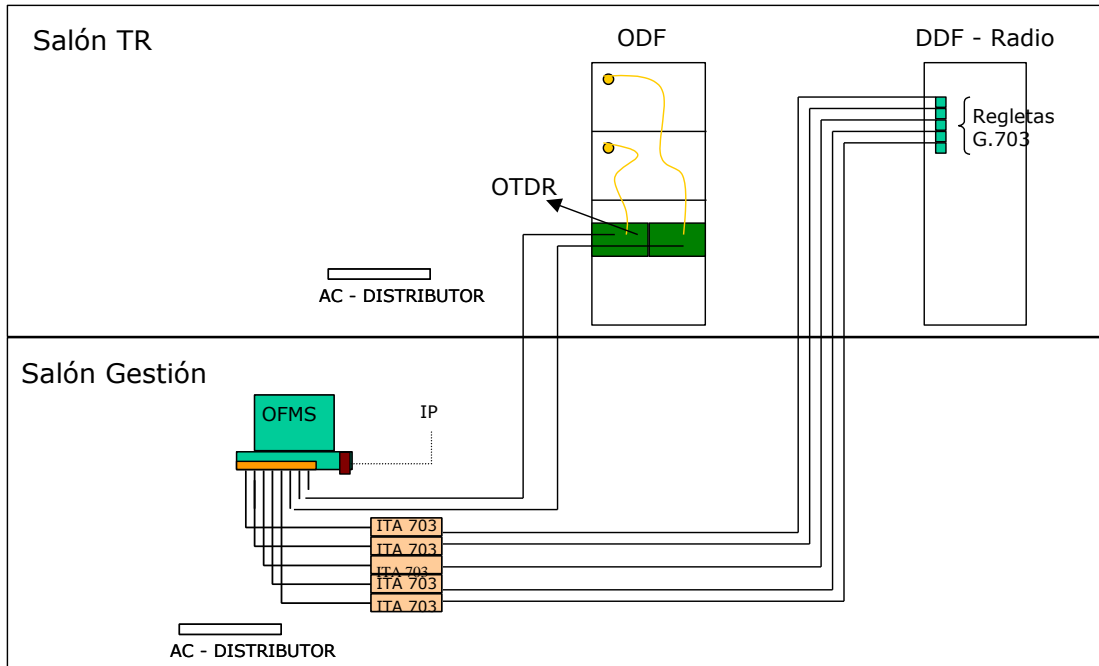 Salón TR
ODF
DDF - Radio
Regletas
G.703
OTDR
AC - DISTRIBUTOR
Salón Gestión
OFMS
IP
ITA 703
ITA 703
ITA 703
ITA 703
ITA 703
AC - DISTRIBUTOR